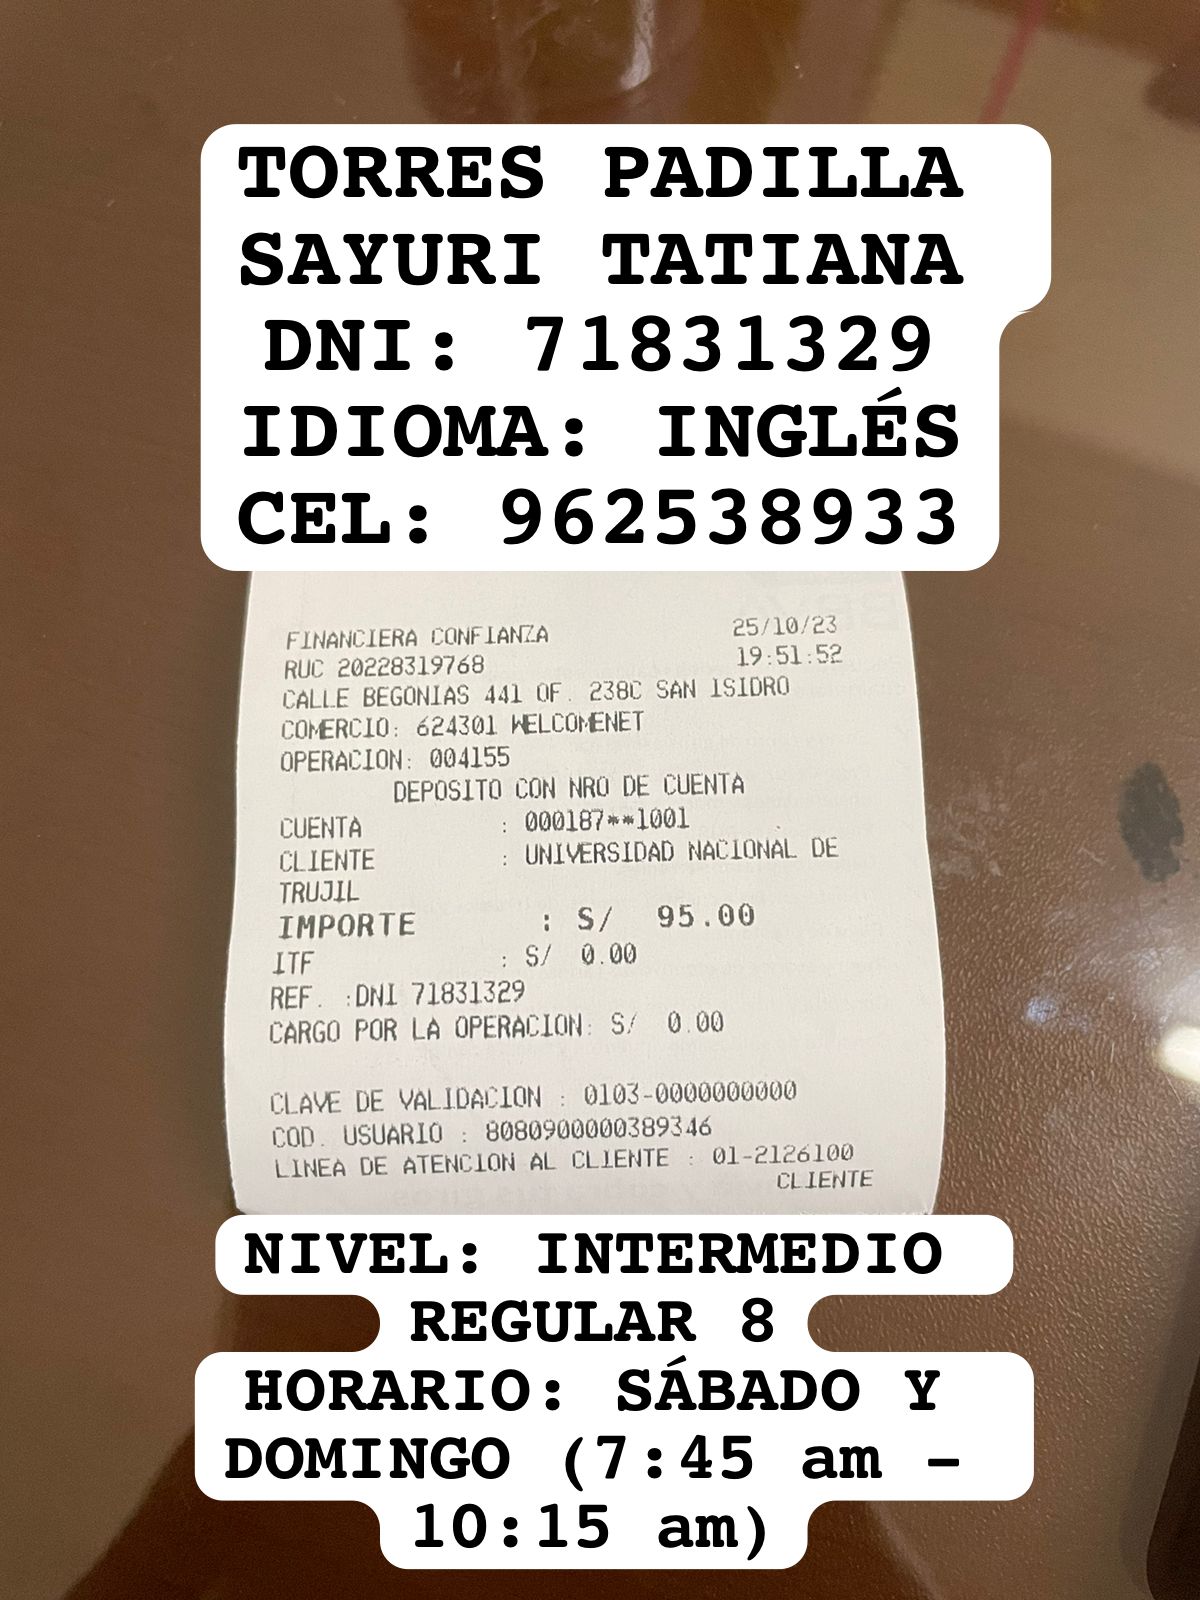 TORRES PADILLA
SAYURI TATIANA
DNI: 71831329
IDIOMA: INGLÉS
CEL: 962538933
FINANCIERA CONFIANZA 25/10/23
RUC 20228319768 19:51:52
CALLE BEGONIAS 441 OF. 238C SAN ISIDRO
COMERCIO: 624301 WELCOMENET
OPERACION: 004155
DEPOSITO CON NRO DE CUENTA
CUENTA : 000187**1001
CLIENTE : UNIVERSIDAD NACIONAL DE
TRUJIL
IMPORTE : S/ 95.00
ITF : S/ 0.00
REF. :DNI 71831329
CARGO POR LA OPERACION: S/ 0.00
CLAVE DE VALIDACION : 0103-0000000000
COD. USUARIO : 8080900000389346
LINEA DE ATENCION AL CLIENTE : 01-2126100
CLIENTE
NIVEL: INTERMEDIO
REGULAR 8
HORARIO: SÁBADO Y
DOMINGO (7:45 am –
10:15 am)